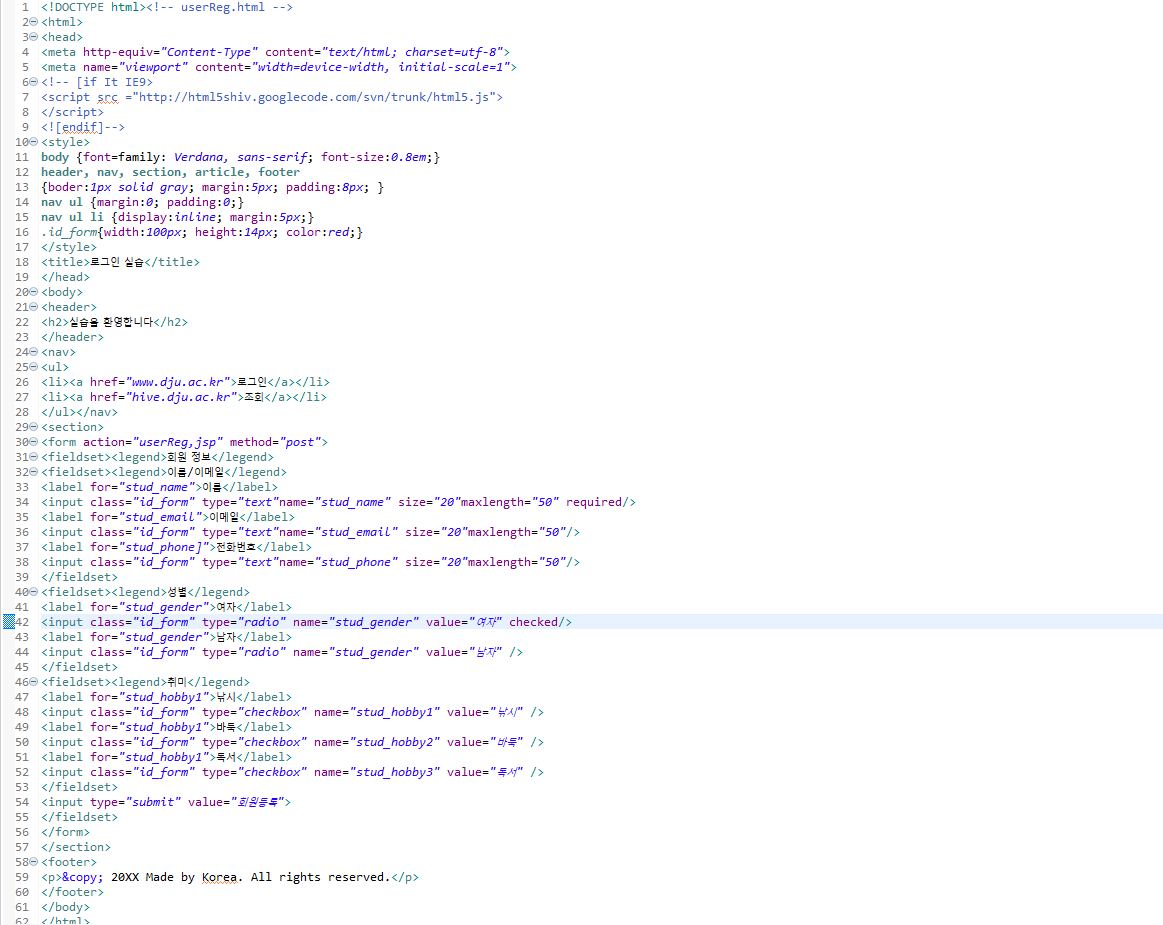 1 <!DOCTYPE html><!-- userReg.html -->
2 <html>
3 <head>
4 <meta http-equiv="Content-Type" content="text/html; charset=utf-8">
5 <meta name="viewport" content="width=device-width, initial-scale=1">
6 <!-- [if It IE9>
7 <script src ="http://html5shiv.googlecode.com/svn/trunk/html5.js">
8 </script>
9 <![endif]-->
10 <style>
11 body {font=family: Verdana, sans-serif; font-size:0.8em;}
12 header, nav, section, article, footer
13 {boder:1px solid gray; margin:5px; padding:8px; }
14 nav ul {margin:0; padding:0;}
15 nav ul li {display:inline; margin:5px;}
16 .id_form{width:100px; height:14px; color:red;}
17 </style>
18 <title>로그인 실습</title>
19 </head>
20 <body>
21 <header>
22 <h2>실습을 환영합니다</h2>
23 </header>
24 <nav>
25 <ul>
26 <li><a href="www.dju.ac.kr">로그인</a></li>
27 <li><a href="hive.dju.ac.kr">조회</a></li>
28 </ul></nav>
29 <section>
30 <form action="userReg,jsp" method="post">
31 <fieldset><legend>회원 정보</legend>
32 <fieldset><legend>이름/이메일</legend>
33 <label for="stud_name">이름</label>
34 <input class="id_form" type="text"name="stud_name" size="20"maxlength="50" required/>
35 <label for="stud_email">이메일</label>
36 <input class="id_form" type="text"name="stud_email" size="20"maxlength="50"/>
37 <label for="stud_phone]">전화번호</label>
38 <input class="id_form" type="text"name="stud_phone" size="20"maxlength="50"/>
39 </fieldset>
40 <fieldset><legend>성별</legend>
41 <label for="stud_gender">여자</label>
42 <input class="id_form" type="radio" name="stud_gender" value="여자" checked/>
43 <label for="stud_gender">남자</label>
44 <input class="id_form" type="radio" name="stud_gender" value="남자" />
45 </fieldset>
46 <fieldset><legend>취미</legend>
47 <label for="stud_hobby1">낚시</label>
48 <input class="id_form" type="checkbox" name="stud_hobby1" value="낚시" />
49 <label for="stud_hobby1">바둑</label>
50 <input class="id_form" type="checkbox" name="stud_hobby2" value="바둑" />
51 <label for="stud_hobby1">독서</label>
52 <input class="id_form" type="checkbox" name="stud_hobby3" value="독서" />
53 </fieldset>
54 <input type="submit" value="회원등록">
55 </fieldset>
56 </form>
57 </section>
58 <footer>
59 <p>&copy; 20XX Made by Korea. All rights reserved.</p>
60 </footer>
61 </body>
62 </html>